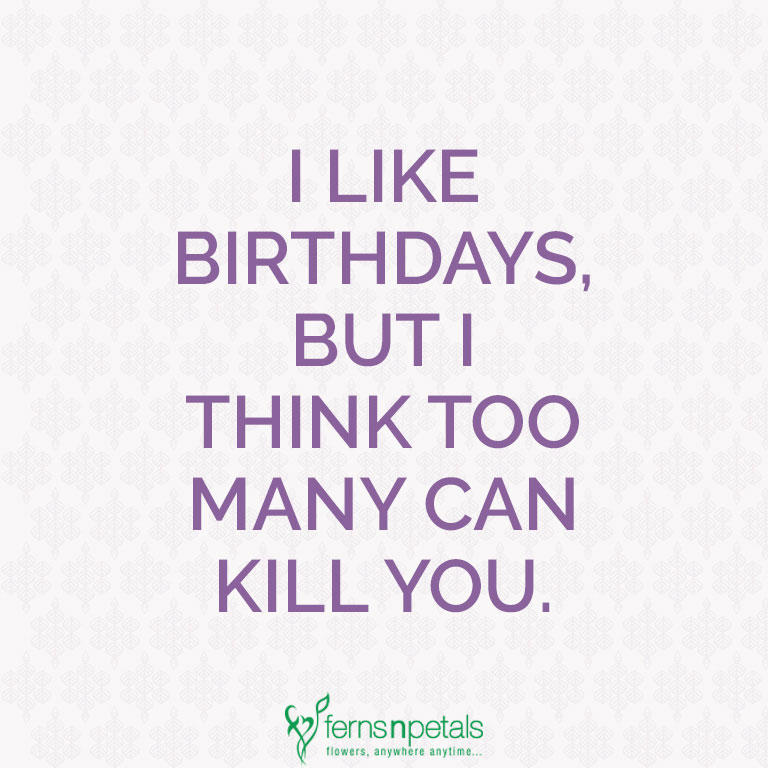 I LIKE
BIRTHDAYS,
BUT I
THINK TOO
MANY CAN
KILL YOU.
fernsnpetals
flowers, anywhere anytime...